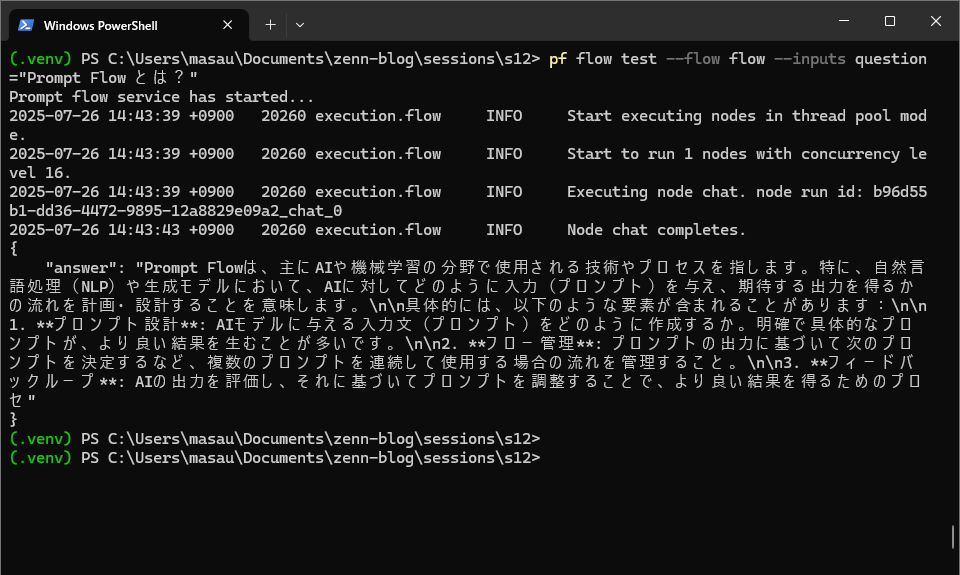 Windows PowerShell
(.venv) PS C:\Users\masau\Documents\zenn-blog\sessions\s12> pf flow test --flow flow --inputs question
="Prompt Flow とは？"
Prompt flow service has started...
2025-07-26 14:43:39 +0900   20260 execution.flow     INFO     Start executing nodes in thread pool mod
e.
2025-07-26 14:43:39 +0900   20260 execution.flow     INFO     Start to run 1 nodes with concurrency le
vel 16.
2025-07-26 14:43:39 +0900   20260 execution.flow     INFO     Executing node chat. node run id: b96d55
b1-dd36-4472-9895-12a8829e09a2_chat_0
2025-07-26 14:43:43 +0900   20260 execution.flow     INFO     Node chat completes.
{
    "answer": "Prompt Flowは、主にAIや機械学習の分野で使用される技術やプロセスを指します。特に、自然言
語処理（NLP）や生成モデルにおいて、AIに対してどのように入力（プロンプト）を与え、期待する出力を得るか
の流れを計画・設計することを意味します。\n\n具体的には、以下のような要素が含まれることがあります：\n\n
1. **プロンプト設計**: AIモデルに与える入力文（プロンプト）をどのように作成するか。明確で具体的なプロ
ンプトが、より良い結果を生むことが多いです。\n\n2. **フロー管理**: プロンプトの出力に基づいて次のプロ
ンプトを決定するなど、複数のプロンプトを連続して使用する場合の流れを管理すること。\n\n3. **フィードバ
ックループ**: AIの出力を評価し、それに基づいてプロンプトを調整することで、より良い結果を得るためのプロ
セ"
}
(.venv) PS C:\Users\masau\Documents\zenn-blog\sessions\s12>
(.venv) PS C:\Users\masau\Documents\zenn-blog\sessions\s12>